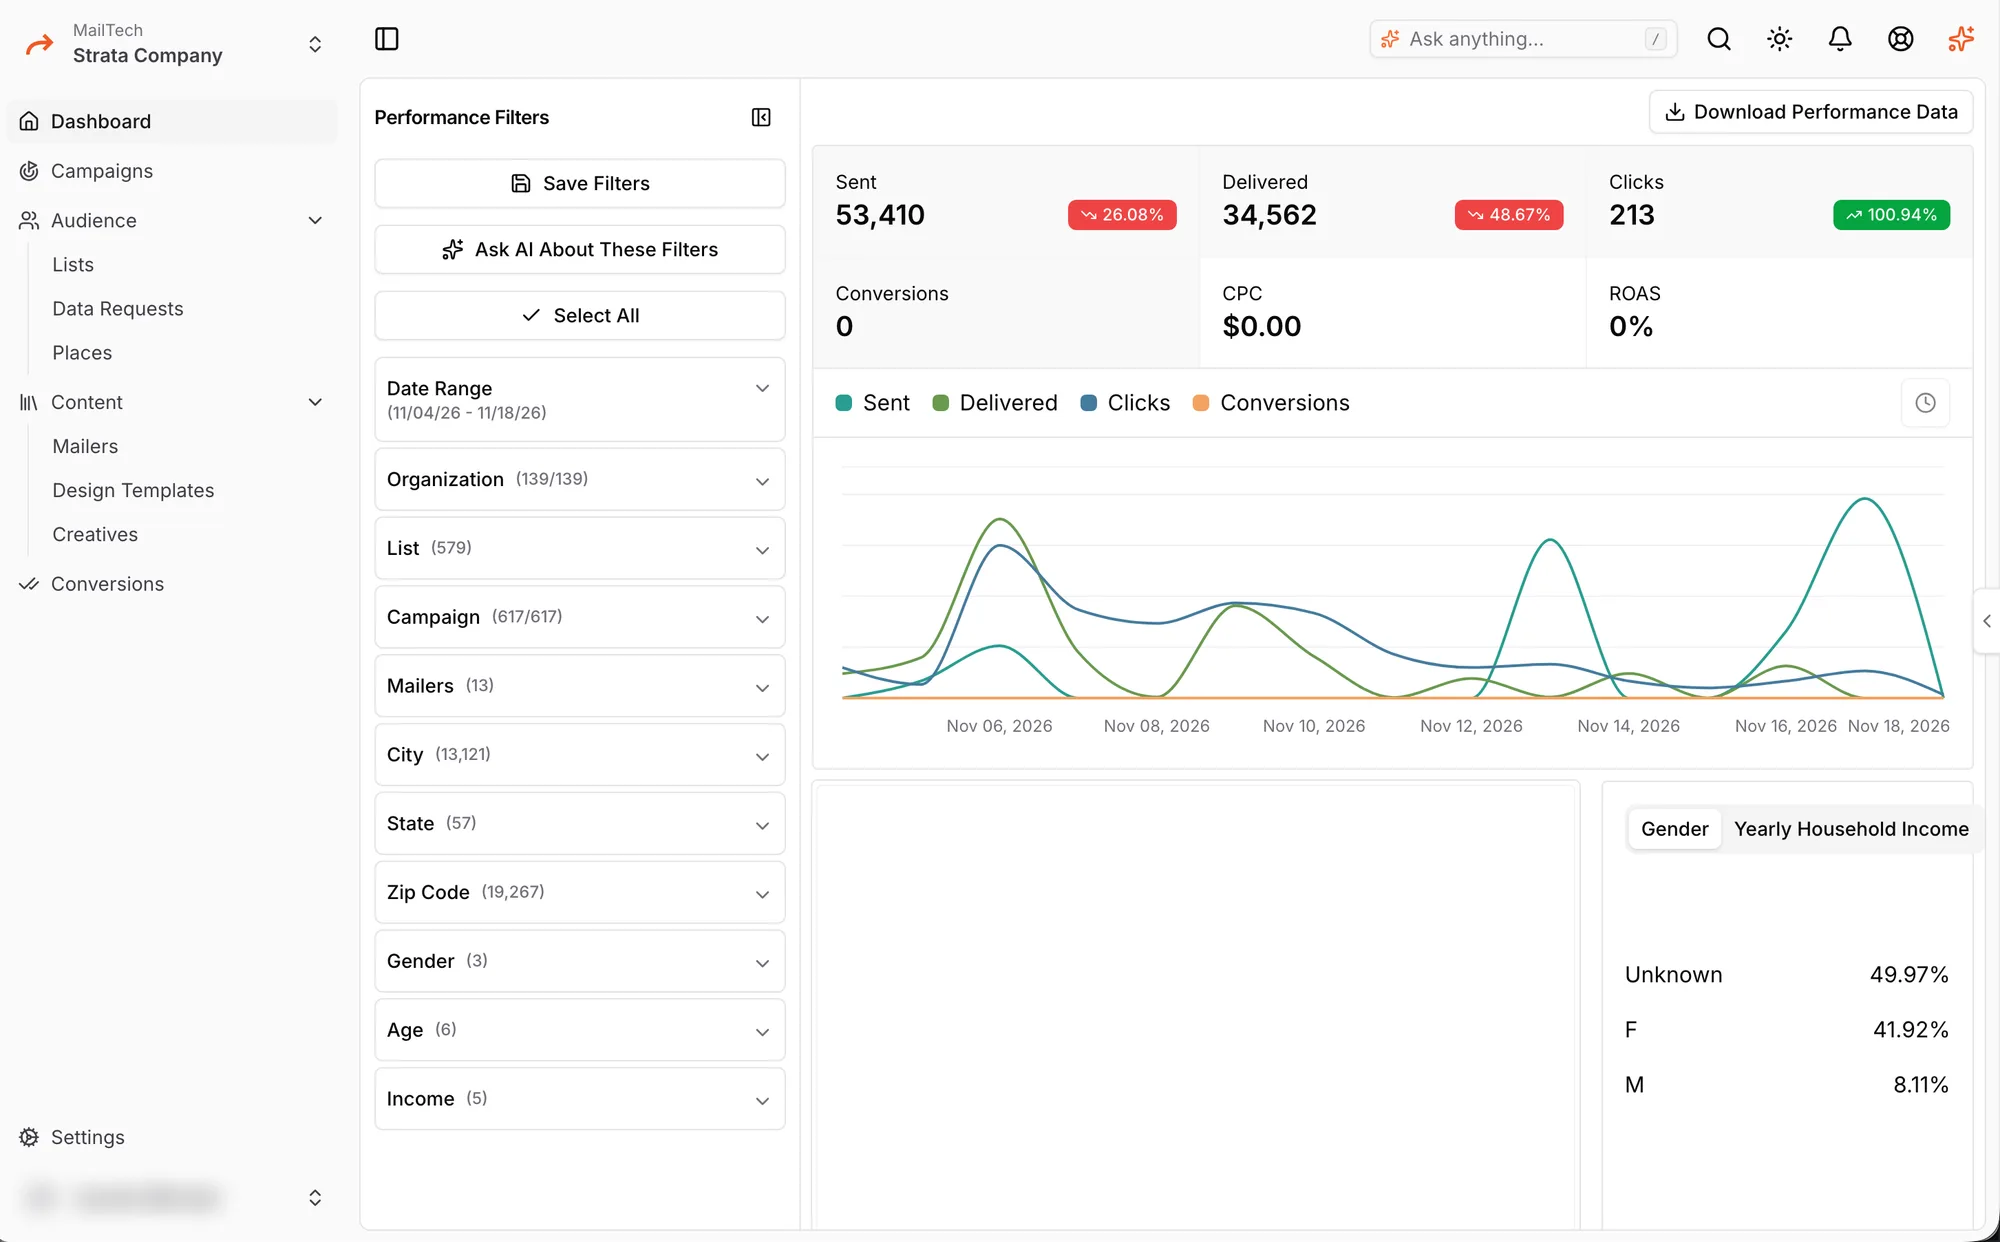 MailTech
Strata Company
Ask anything...
/
Dashboard
Campaigns
Audience
Lists
Data Requests
Places
Content
Mailers
Design Templates
Creatives
Conversions
Settings
Performance Filters
Save Filters
Ask AI About These Filters
Select All
Date Range
(11/04/26 - 11/18/26)
Organization (139/139)
List (579)
Campaign (617/617)
Mailers (13)
City (13,121)
State (57)
Zip Code (19,267)
Gender (3)
Age (6)
Income (5)
Download Performance Data
Sent
53,410
26.08%
Delivered
34,562
48.67%
Clicks
213
100.94%
Conversions
0
CPC
$0.00
ROAS
0%
Sent Delivered Clicks Conversions
Nov 06, 2026 Nov 08, 2026 Nov 10, 2026 Nov 12, 2026 Nov 14, 2026 Nov 16, 2026 Nov 18, 2026
Gender Yearly Household Income
Unknown 49.97%
F 41.92%
M 8.11%